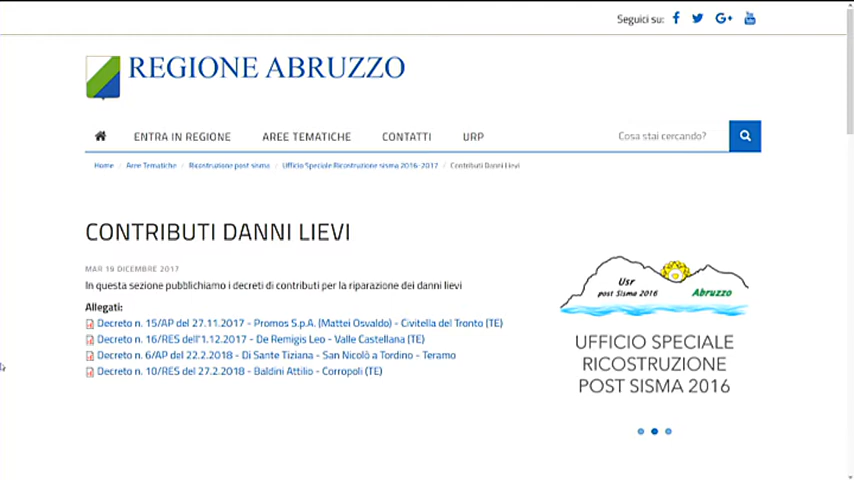 Seguici su:
REGIONE ABRUZZO
ENTRA IN REGIONE AREE TEMATICHE CONTATTI URP Cosa stai cercando?
Home / Aree Tematiche / Ricostruzione post sisma / Ufficio Speciale Ricostruzione sisma 2016-2017 / Contributi Danni Lievi
CONTRIBUTI DANNI LIEVI
MAR 19 DICEMBRE 2017
In questa sezione pubblichiamo i decreti di contributi per la riparazione dei danni lievi
Allegati:
Decreto n. 15/AP del 27.11.2017 - Promos S.p.A. (Mattei Osvaldo) - Civitella del Tronto (TE)
Decreto n. 16/RES dell'1.12.2017 - De Remigis Leo - Valle Castellana (TE)
Decreto n. 6/AP del 22.2.2018 - Di Sante Tiziana - San Nicolò a Tordino - Teramo
Decreto n. 10/RES del 27.2.2018 - Baldini Attilio - Corropoli (TE)
Usr
post Sisma 2016 Abruzzo
UFFICIO SPECIALE
RICOSTRUZIONE
POST SISMA 2016